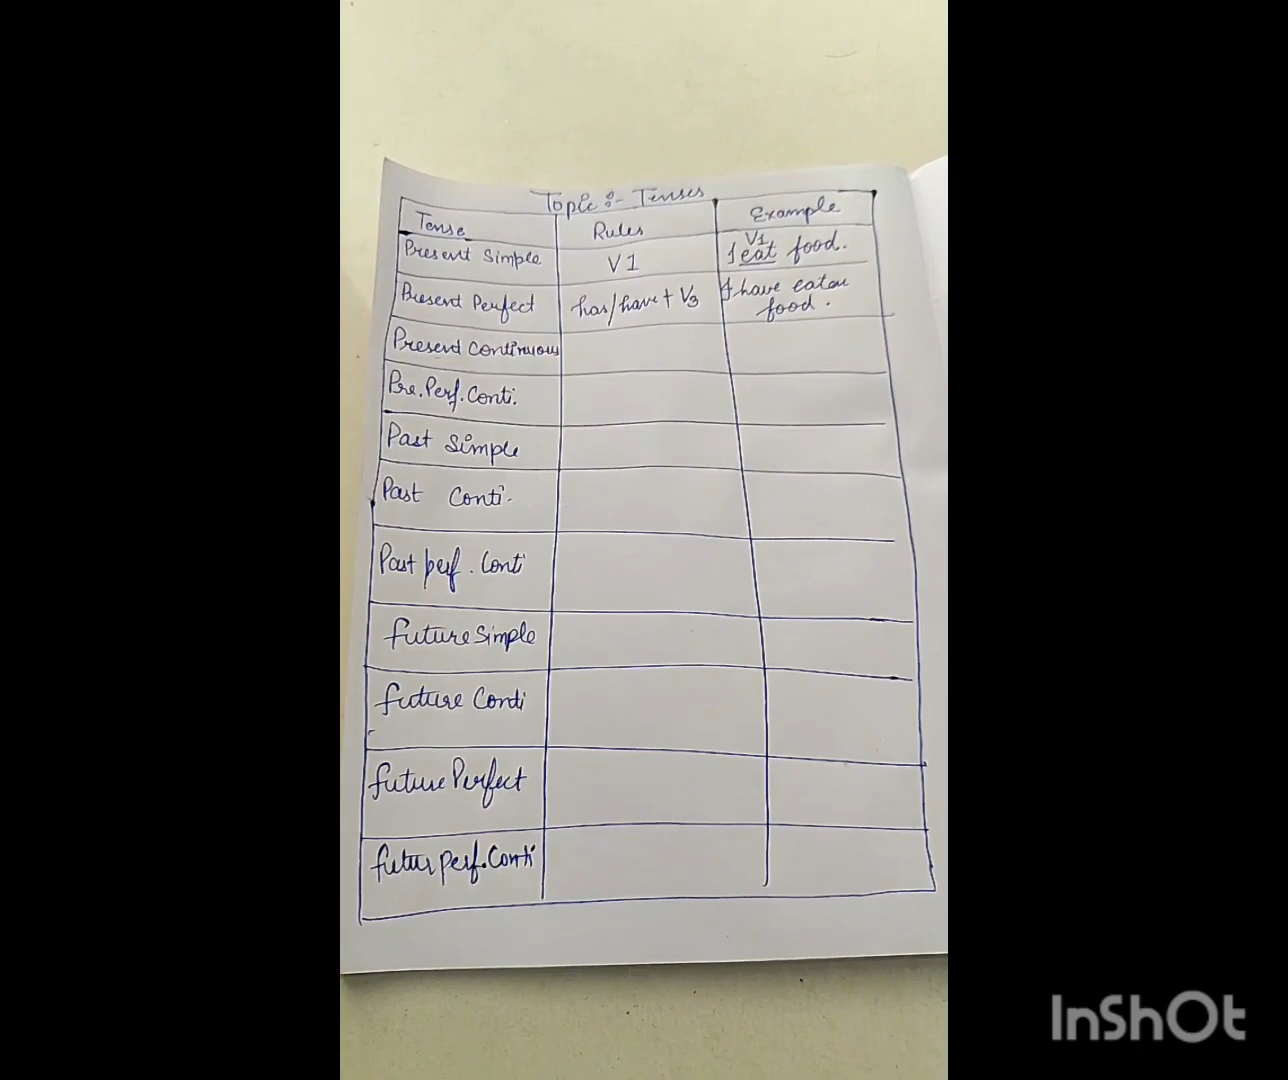 Topic :- Tenses
Tense Rules Example
Present Simple V1 V1
I eat food.
Present Perfect has/have + V3 I have eaten
food.
Present Continuous
Pre. Perf. Conti.
Past Simple
Past Conti.
Past perf. Conti
future Simple
future Conti
future Perfect
futur perf. Conti
InShOt